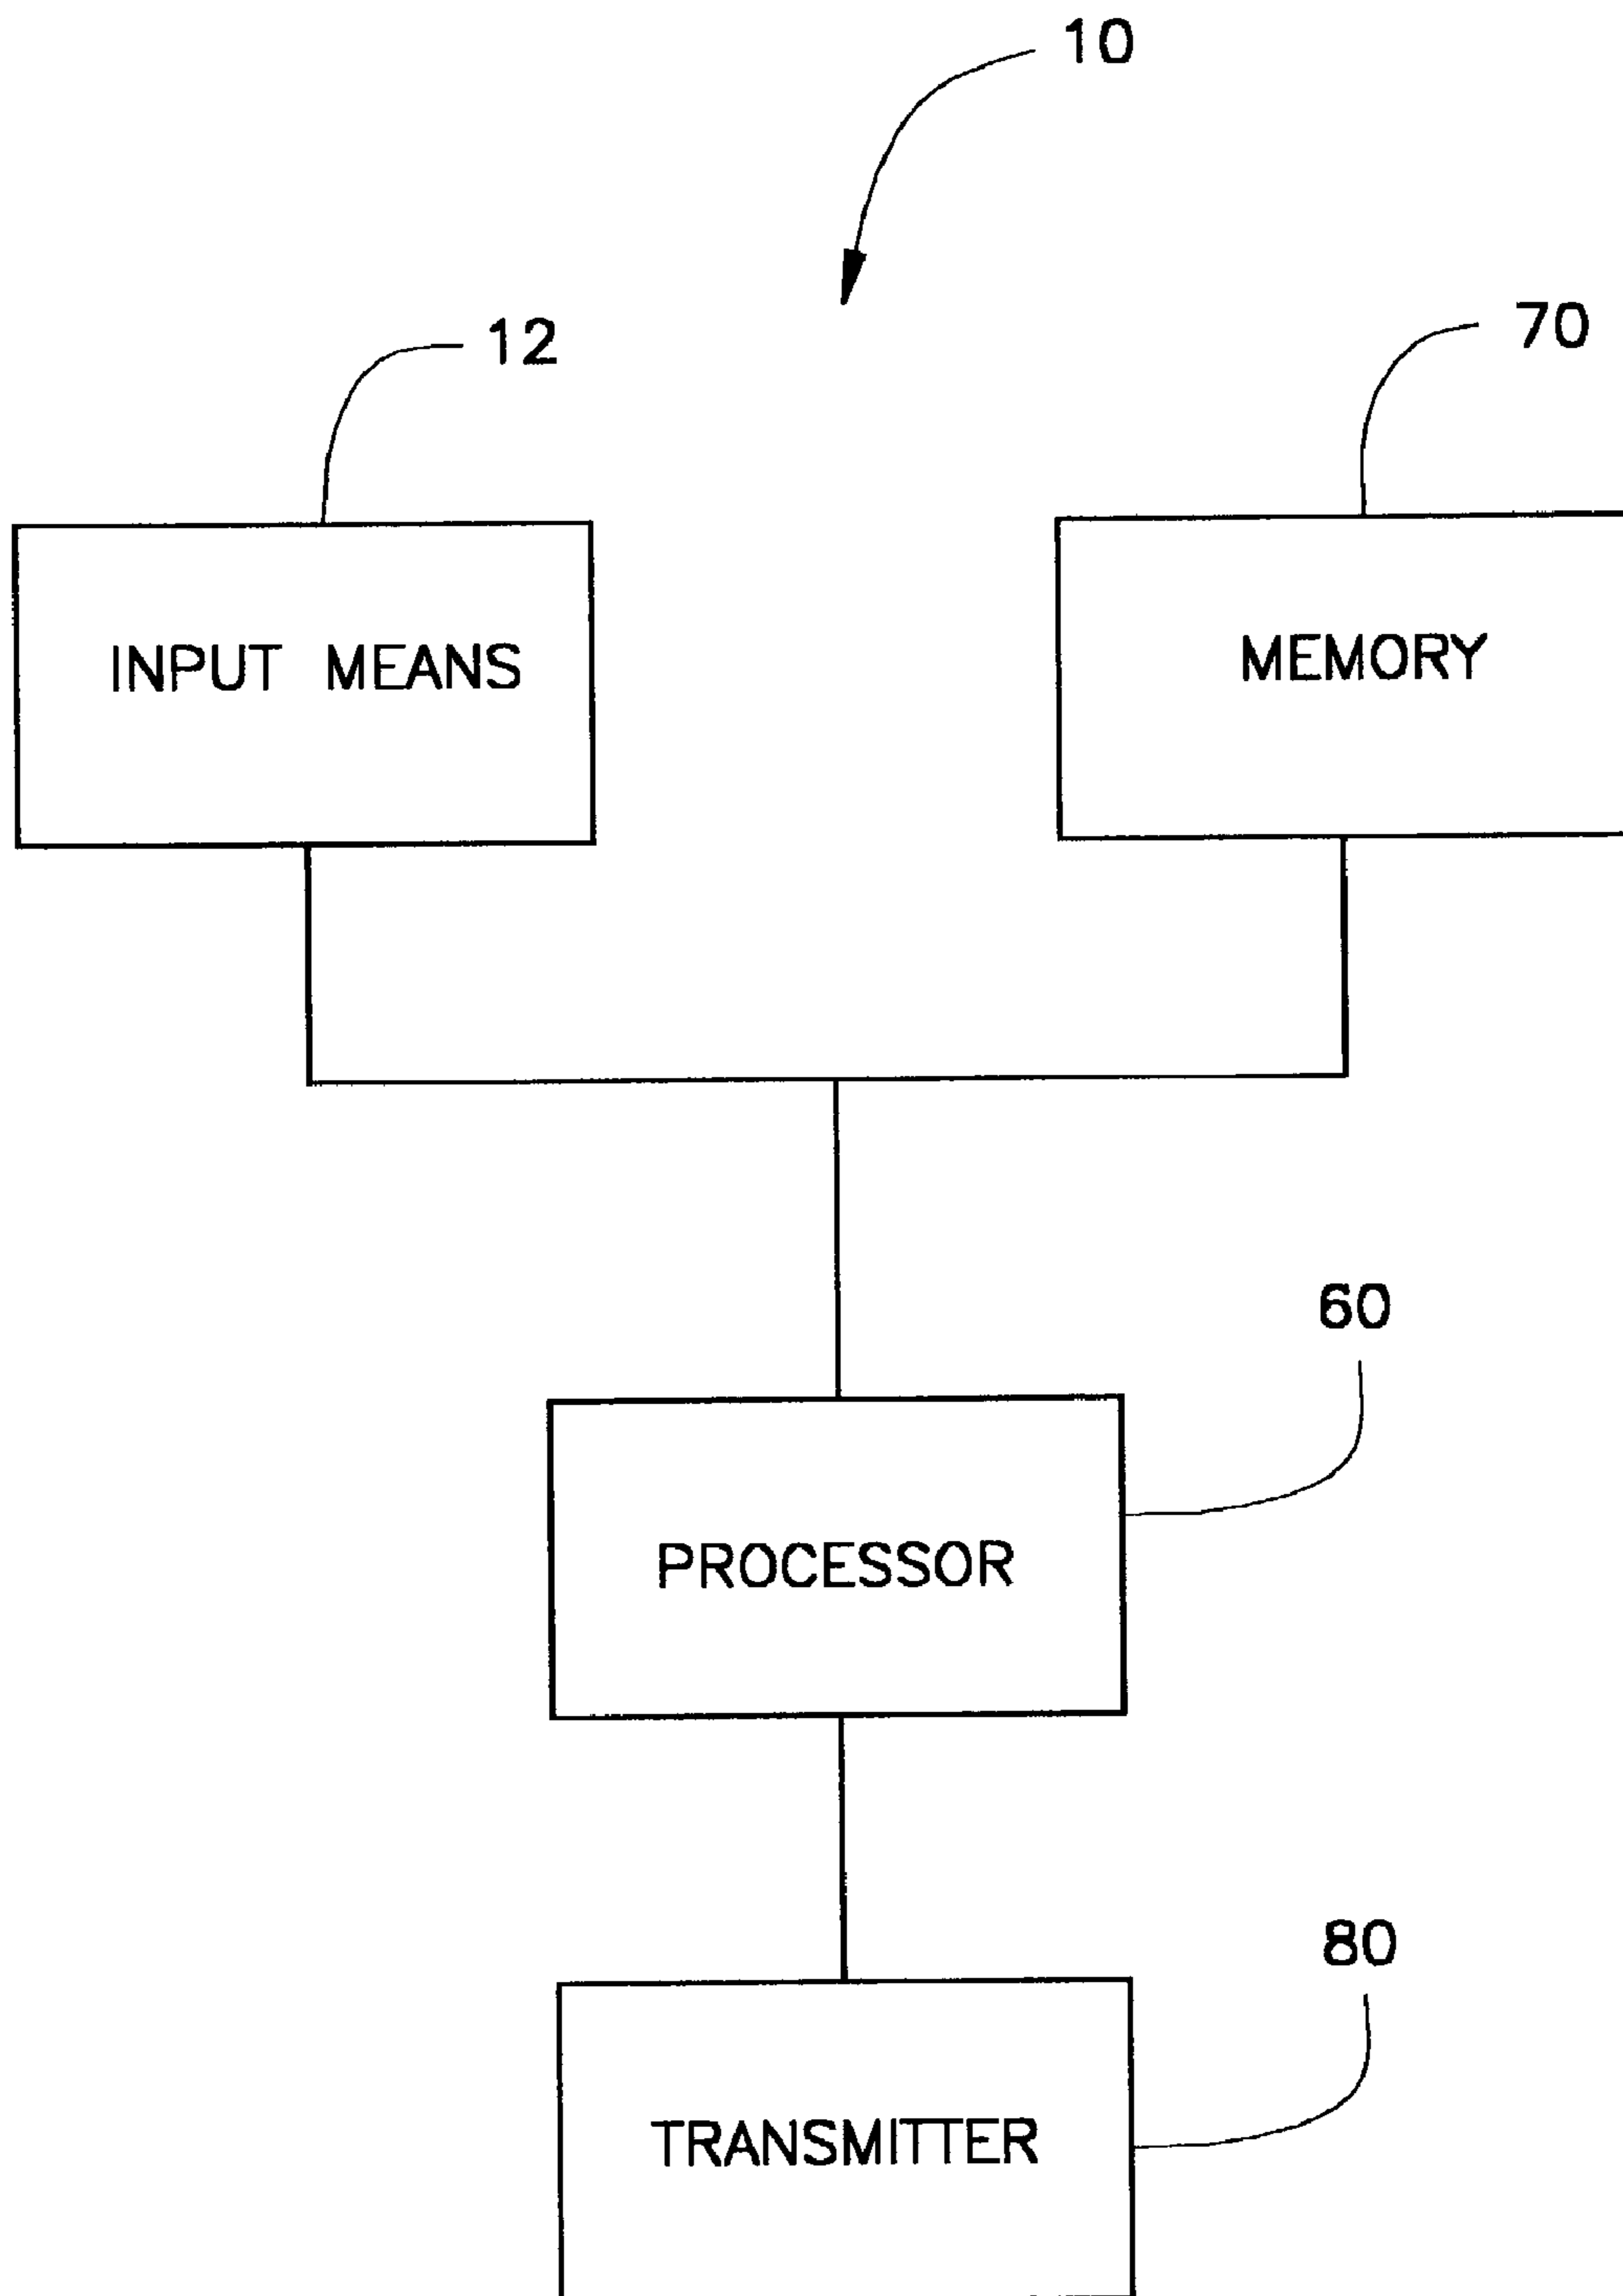 10
12
70
INPUT MEANS
MEMORY
60
PROCESSOR
80
TRANSMITTER